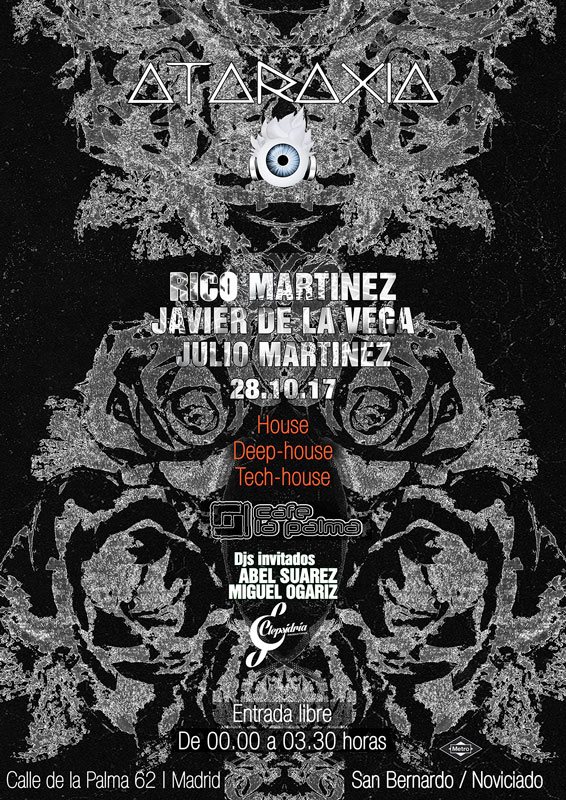 ATARAXIA
RICO MARTINEZ
JAVIER DE LA VEGA
JULIO MARTINEZ
28.10.17
House
Deep-house
Tech-house
cafe
la palma
Djs invitados
ABEL SUAREZ
MIGUEL OGARIZ
Clepsidria
Entrada libre
De 00.00 a 03.30 horas
Metro
Calle de la Palma 62 | Madrid
San Bernardo / Noviciado